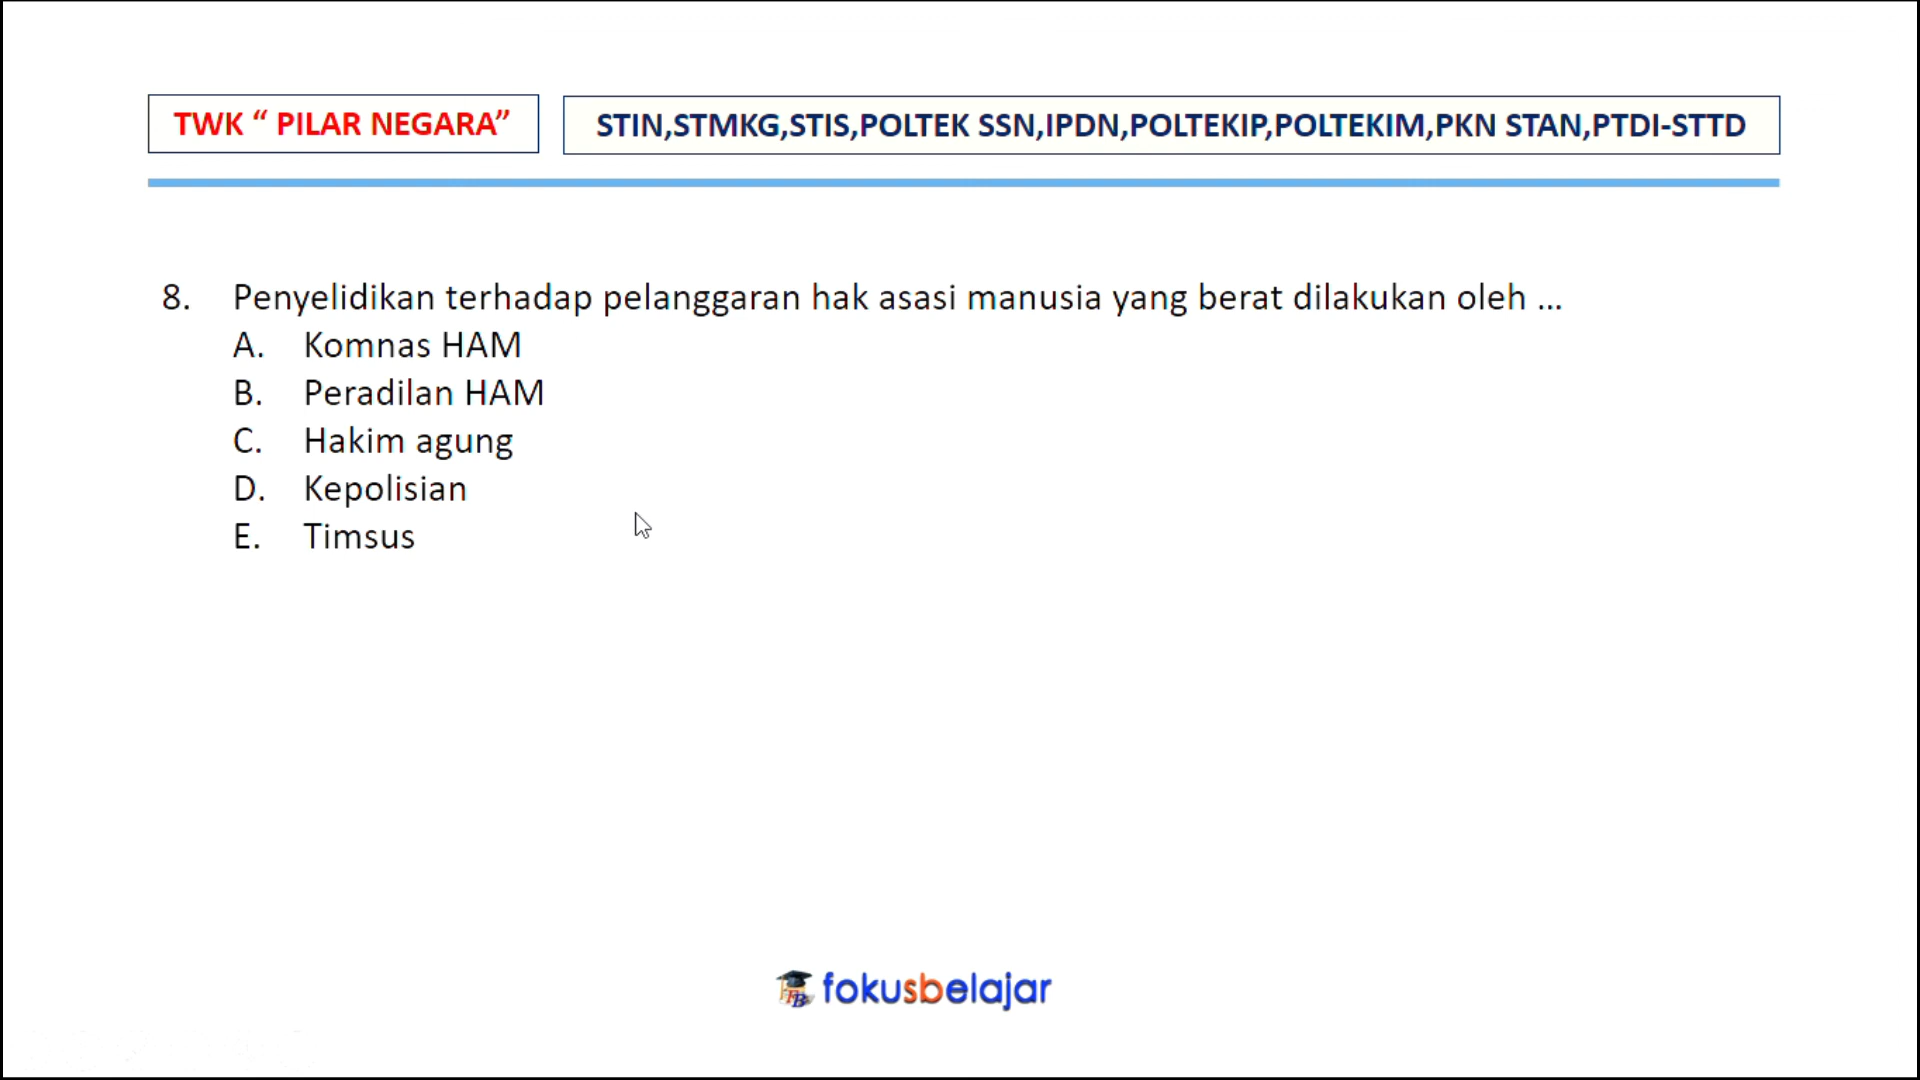 TWK “ PILAR NEGARA”
STIN,STMKG,STIS,POLTEK SSN,IPDN,POLTEKIP,POLTEKIM,PKN STAN,PTDI-STTD
8. Penyelidikan terhadap pelanggaran hak asasi manusia yang berat dilakukan oleh ...
A. Komnas HAM
B. Peradilan HAM
C. Hakim agung
D. Kepolisian
E. Timsus
fokusbelajar